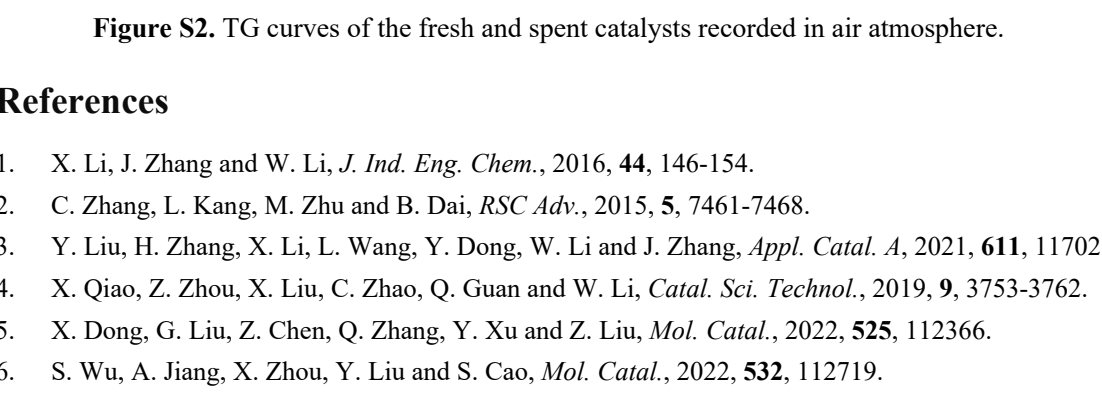 Figure S2. TG curves of the fresh and spent catalysts recorded in air atmosphere.
References
1. X. Li, J. Zhang and W. Li, J. Ind. Eng. Chem., 2016, 44, 146-154.
2. C. Zhang, L. Kang, M. Zhu and B. Dai, RSC Adv., 2015, 5, 7461-7468.
3. Y. Liu, H. Zhang, X. Li, L. Wang, Y. Dong, W. Li and J. Zhang, Appl. Catal. A, 2021, 611, 11702
4. X. Qiao, Z. Zhou, X. Liu, C. Zhao, Q. Guan and W. Li, Catal. Sci. Technol., 2019, 9, 3753-3762.
5. X. Dong, G. Liu, Z. Chen, Q. Zhang, Y. Xu and Z. Liu, Mol. Catal., 2022, 525, 112366.
6. S. Wu, A. Jiang, X. Zhou, Y. Liu and S. Cao, Mol. Catal., 2022, 532, 112719.